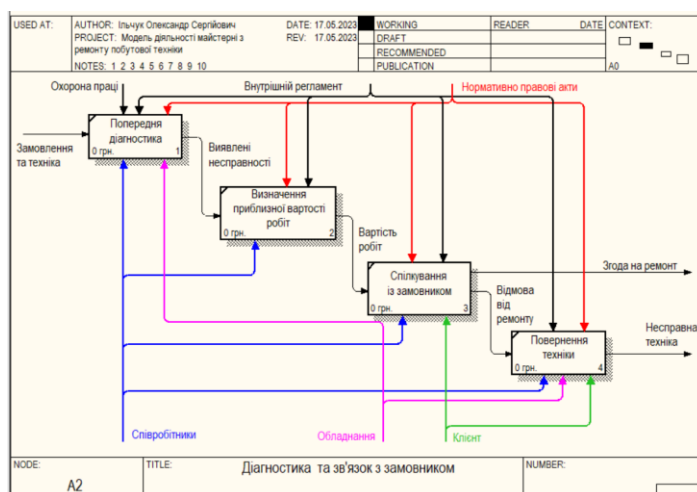 USED AT:
AUTHOR: Ільчук Олександр Сергійович
DATE: 17.05.2023
PROJECT: Модель діяльності майстерні з
ремонту побутової техніки
REV: 17.05.2023
NOTES: 1 2 3 4 5 6 7 8 9 10
WORKING
DRAFT
RECOMMENDED
PUBLICATION
READER
DATE
CONTEXT:
A0
Охорона праці
Внутрішній регламент
Нормативно правові акти
Замовлення
та техніка
Попередня
діагностика
0 грн.
1
Виявлені
несправності
Визначення
приблизної вартості
робіт
0 грн.
2
Вартість
робіт
Спілкування
із замовником
0 грн.
3
Згода на ремонт
Відмова
від
ремонту
Повернення
техніки
0 грн.
4
Несправна
техніка
Співробітники
Обладнання
Клієнт
NODE:
A2
TITLE:
Діагностика та зв'язок з замовником
NUMBER: